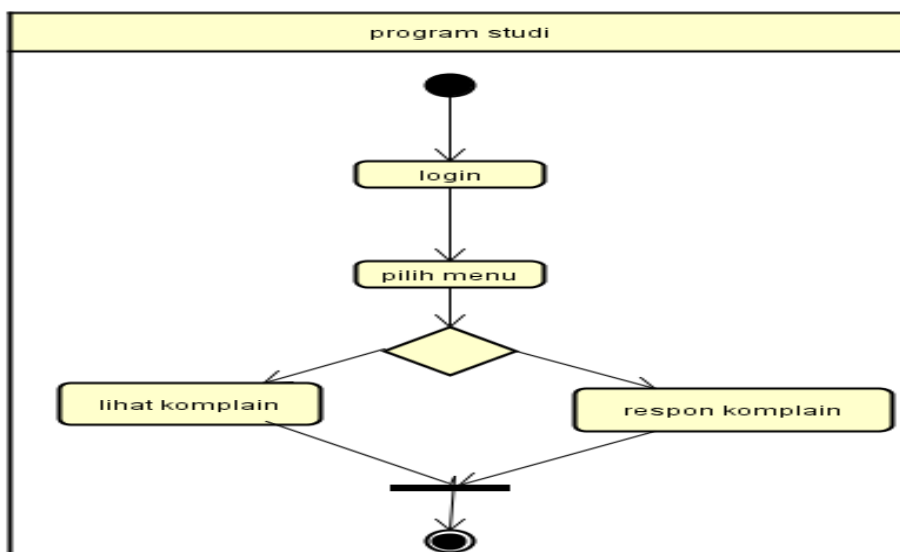 program studi
login
pilih menu
lihat komplain
respon komplain